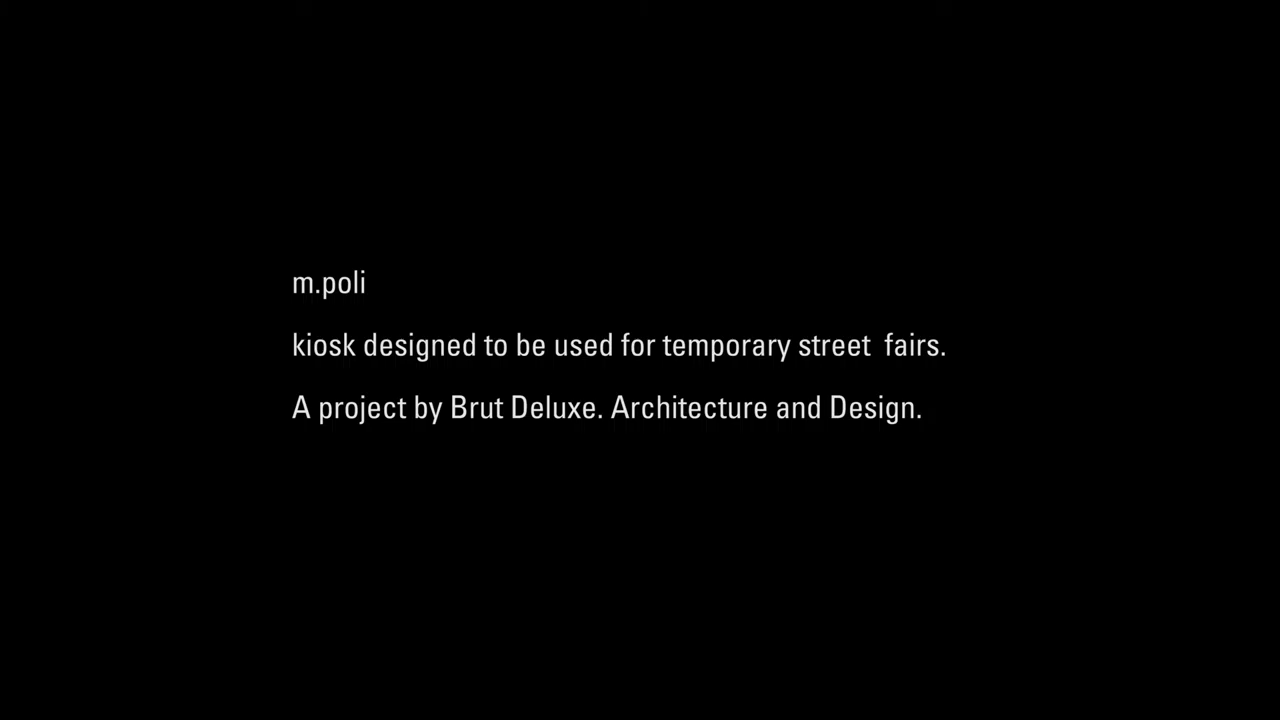 m.poli
kiosk designed to be used for temporary street  fairs.
A project by Brut Deluxe. Architecture and Design.